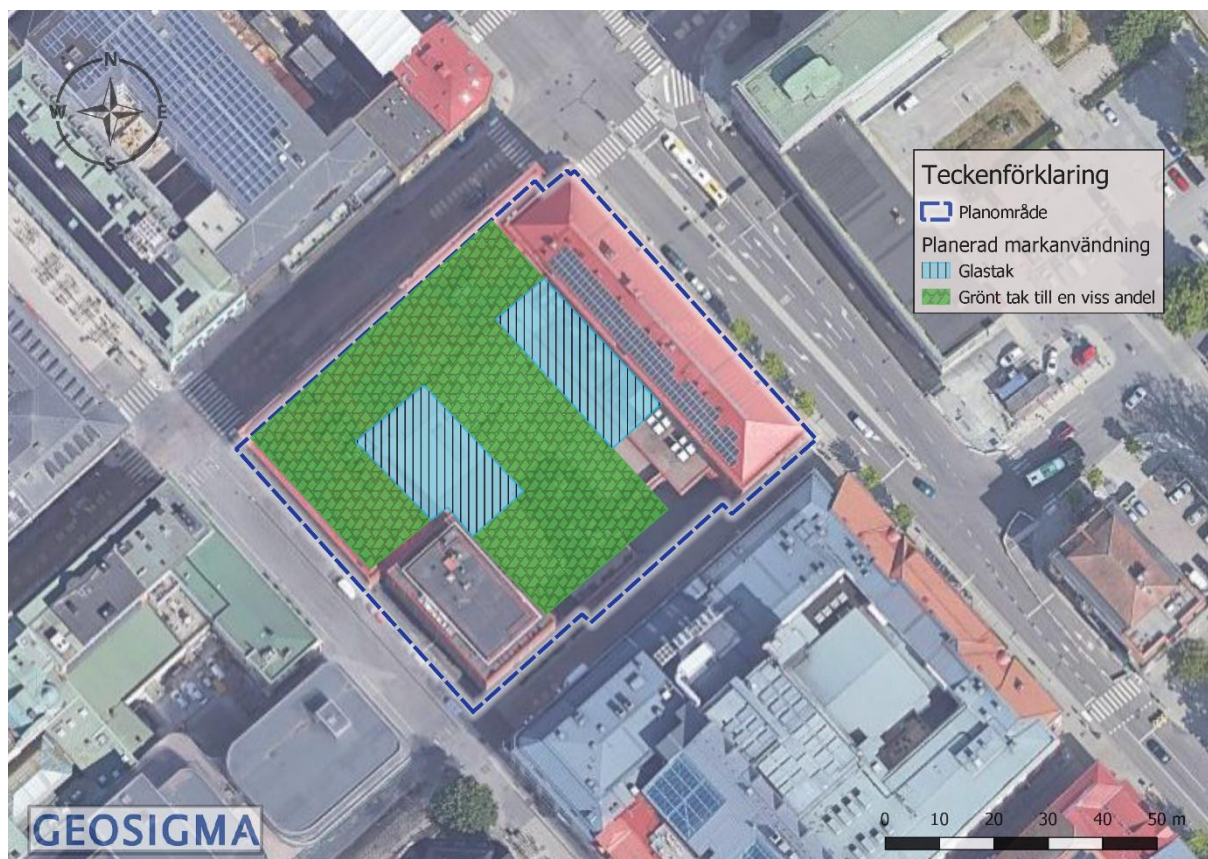 N
W
E
S
Teckenförklaring
Planområde
Planerad markanvändning
Glastak
Grönt tak till en viss andel
0 10 20 30 40 50 m
GEOSIGMA